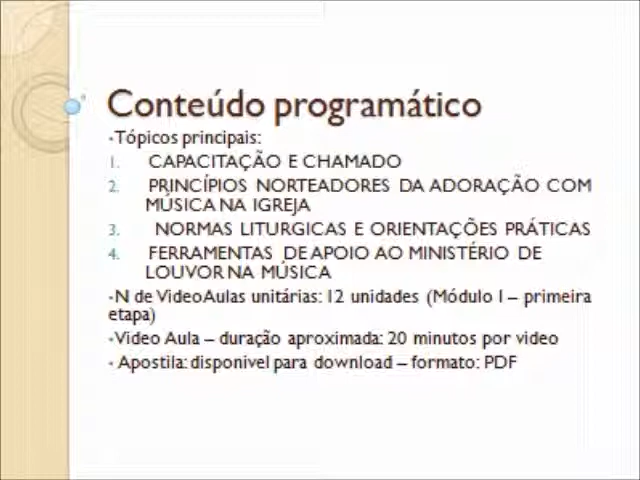 Conteúdo programático
•Tópicos principais:
1. CAPACITAÇÃO E CHAMADO
2. PRINCÍPIOS NORTEADORES DA ADORAÇÃO COM
MÚSICA NA IGREJA
3. NORMAS LITURGICAS E ORIENTAÇÕES PRÁTICAS
4. FERRAMENTAS DE APOIO AO MINISTÉRIO DE
LOUVOR NA MÚSICA
•N de VideoAulas unitárias: 12 unidades (Módulo I – primeira
etapa)
•Video Aula – duração aproximada: 20 minutos por video
• Apostila: disponivel para download – formato: PDF